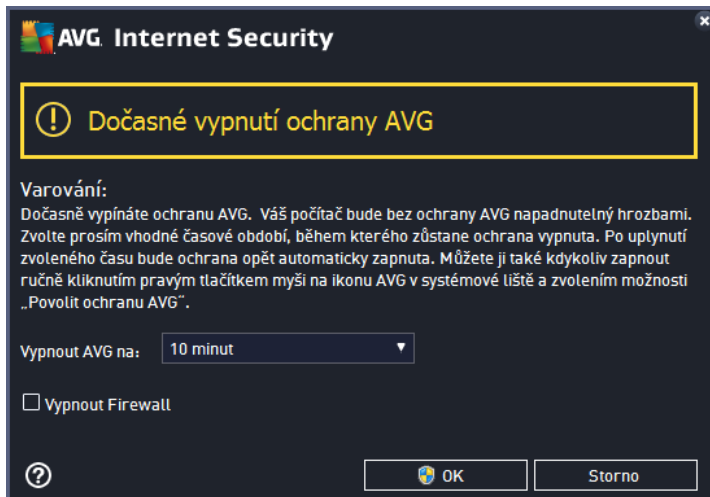 AVG. Internet Security
Dočasné vypnutí ochrany AVG
Varování:
Dočasně vypínáte ochranu AVG. Váš počítač bude bez ochrany AVG napadnutelný hrozbami.
Zvolte prosím vhodné časové období, během kterého zůstane ochrana vypnuta. Po uplynutí
zvoleného času bude ochrana opět automaticky zapnuta. Můžete ji také kdykoliv zapnout
ručně kliknutím pravým tlačítkem myši na ikonu AVG v systémové liště a zvolením možnosti
„Povolit ochranu AVG“.
Vypnout AVG na: 10 minut
Vypnout Firewall
OK Storno